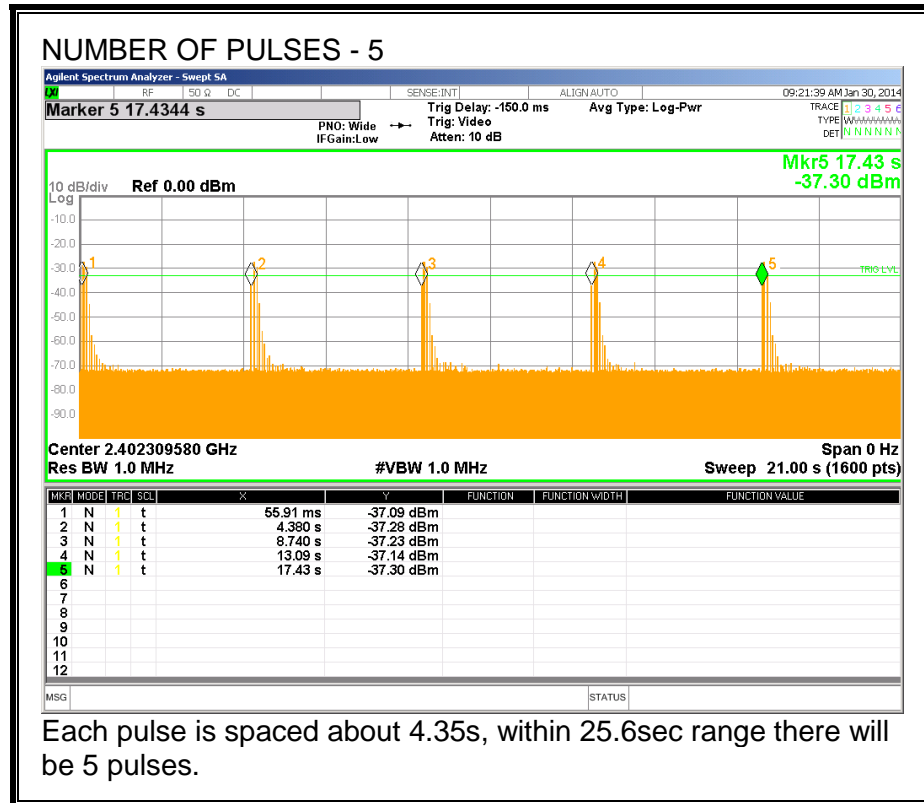 NUMBER OF PULSES - 5
Agilent Spectrum Analyzer - Swept SA
LXI RF 50 Ω DC SENSE:INT ALIGN AUTO 09:21:39 AM Jan 30, 2014
Marker 5 17.4344 s
PNO: Wide
IFGain:Low
Trig Delay: -150.0 ms
Trig: Video
Atten: 10 dB
Avg Type: Log-Pwr
TRACE 1 2 3 4 5 6
TYPE
DET N N N N N N
Mkr5 17.43 s
-37.30 dBm
10 dB/div Ref 0.00 dBm
Log
-10.0
-20.0
-30.0
-40.0
-50.0
-60.0
-70.0
-80.0
-90.0
1 2 3 4 5
TRIG LVL
Center 2.402309580 GHz Span 0 Hz
Res BW 1.0 MHz #VBW 1.0 MHz Sweep 21.00 s (1600 pts)
MKR MODE TRC SCL X Y FUNCTION FUNCTION WIDTH FUNCTION VALUE
1 N 1 t 55.91 ms -37.09 dBm
2 N 1 t 4.380 s -37.28 dBm
3 N 1 t 8.740 s -37.23 dBm
4 N 1 t 13.09 s -37.14 dBm
5 N 1 t 17.43 s -37.30 dBm
6
7
8
9
10
11
12
MSG STATUS
Each pulse is spaced about 4.35s, within 25.6sec range there will
be 5 pulses.